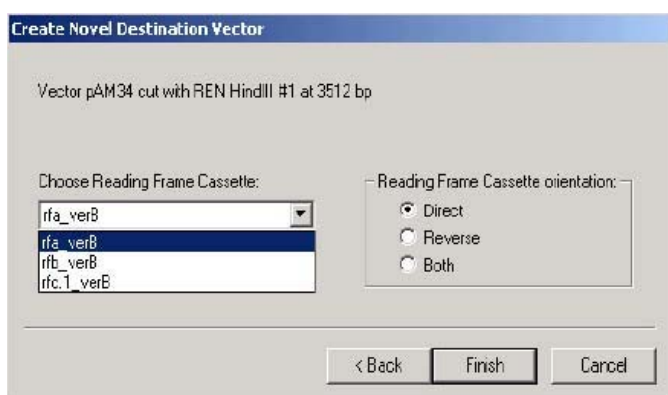 Create Novel Destination Vector
Vector pAM34 cut with REN HindIII #1 at 3512 bp
Choose Reading Frame Cassette:
rfa_verB
rfa_verB
rfb_verB
rfc.1_verB
Reading Frame Cassette orientation:
Direct
Reverse
Both
< Back
Finish
Cancel